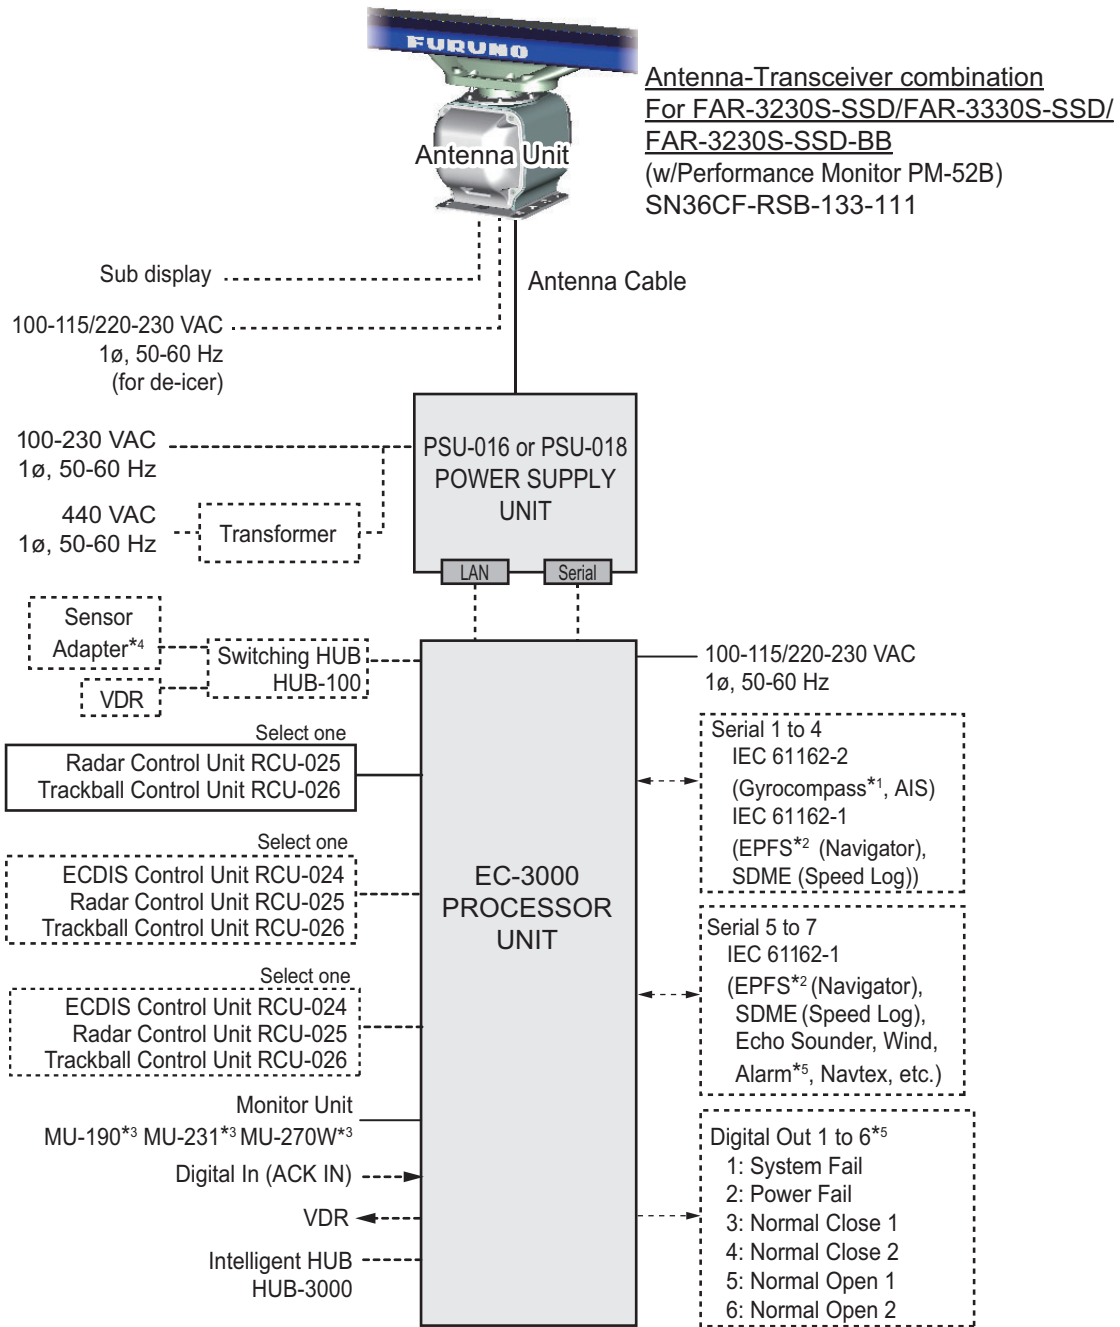 FURUNO
Antenna Unit
Antenna-Transceiver combination
For FAR-3230S-SSD/FAR-3330S-SSD/
FAR-3230S-SSD-BB
(w/Performance Monitor PM-52B)
SN36CF-RSB-133-111
Sub display
Antenna Cable
100-115/220-230 VAC
1ø, 50-60 Hz
(for de-icer)
100-230 VAC
1ø, 50-60 Hz
440 VAC
1ø, 50-60 Hz
Transformer
PSU-016 or PSU-018
POWER SUPPLY
UNIT
LAN
Serial
Sensor
Adapter*4
VDR
Switching HUB
HUB-100
100-115/220-230 VAC
1ø, 50-60 Hz
Select one
Radar Control Unit RCU-025
Trackball Control Unit RCU-026
Select one
ECDIS Control Unit RCU-024
Radar Control Unit RCU-025
Trackball Control Unit RCU-026
Select one
ECDIS Control Unit RCU-024
Radar Control Unit RCU-025
Trackball Control Unit RCU-026
Monitor Unit
MU-190*3 MU-231*3 MU-270W*3
Digital In (ACK IN)
VDR
Intelligent HUB
HUB-3000
EC-3000
PROCESSOR
UNIT
Serial 1 to 4
IEC 61162-2
(Gyrocompass*1, AIS)
IEC 61162-1
(EPFS*2 (Navigator),
SDME (Speed Log))
Serial 5 to 7
IEC 61162-1
(EPFS*2 (Navigator),
SDME (Speed Log),
Echo Sounder, Wind,
Alarm*5, Navtex, etc.)
Digital Out 1 to 6*5
1: System Fail
2: Power Fail
3: Normal Close 1
4: Normal Close 2
5: Normal Open 1
6: Normal Open 2